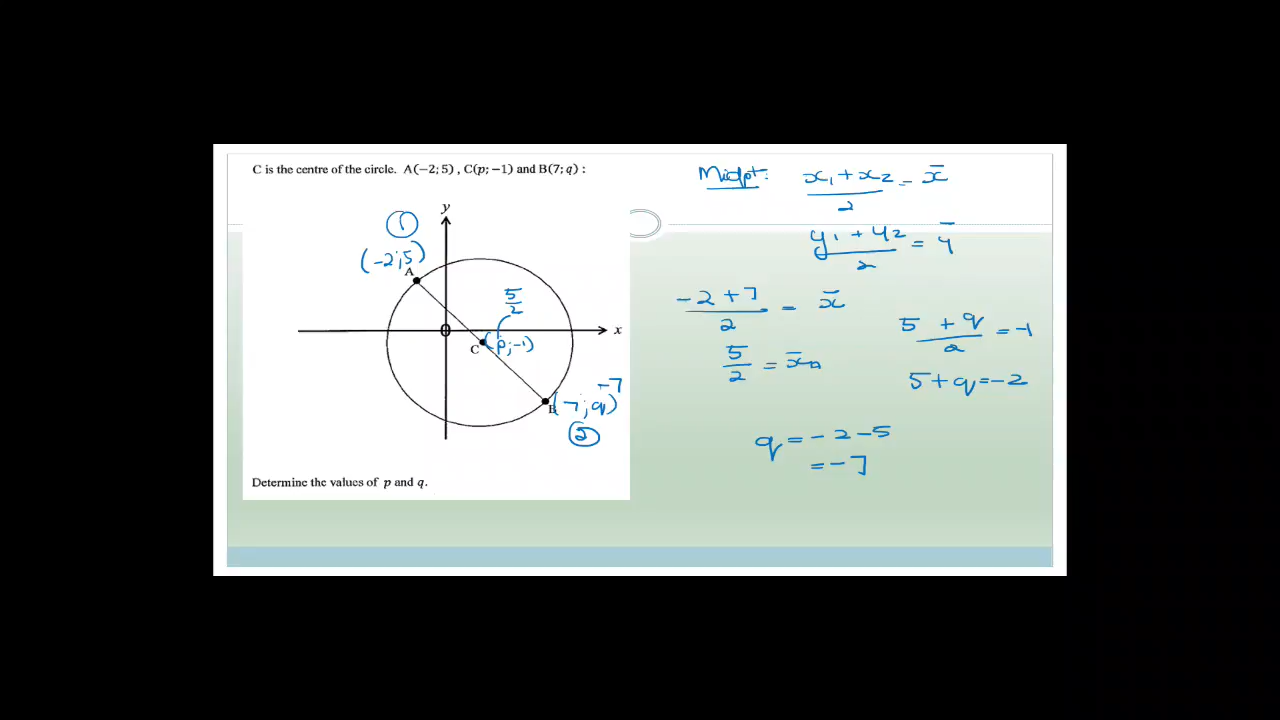 C is the centre of the circle. A(−2; 5) , C(p; −1) and B(7; q) :
y
①
(-2;5)
A
5/2
0
x
C
(p;-1)
-7
B
(7;q)
②
Determine the values of p and q.
Midpt:
x₁ + x₂ / 2 = x̄
y₁ + y₂ / 2 = ȳ
-2 + 7 / 2 = x̄
5/2 = x̄
5 + q / 2 = -1
5 + q = -2
q = -2 - 5
= -7